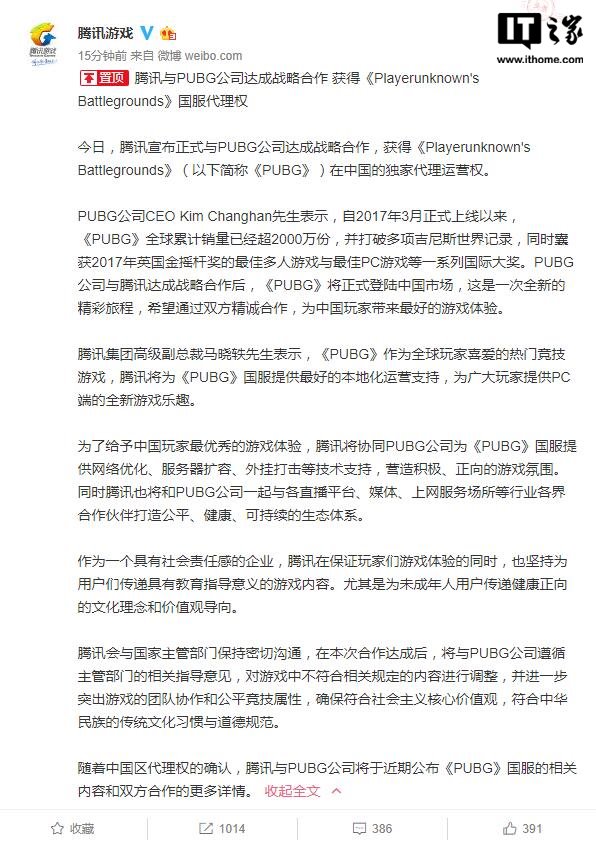 IT之家
www.ithome.com
腾讯游戏
腾讯游戏
15分钟前 来自 微博 weibo.com
置顶 腾讯与PUBG公司达成战略合作 获得《Playerunknown's
Battlegrounds》国服代理权
今日，腾讯宣布正式与PUBG公司达成战略合作，获得《Playerunknown's
Battlegrounds》（以下简称《PUBG》）在中国的独家代理运营权。
PUBG公司CEO Kim Changhan先生表示，自2017年3月正式上线以来，
《PUBG》全球累计销量已经超2000万份，并打破多项吉尼斯世界记录，同时囊
获2017年英国金摇杆奖的最佳多人游戏与最佳PC游戏等一系列国际大奖。PUBG
公司与腾讯达成战略合作后，《PUBG》将正式登陆中国市场，这是一次全新的
精彩旅程，希望通过双方精诚合作，为中国玩家带来最好的游戏体验。
腾讯集团高级副总裁马晓轶先生表示，《PUBG》作为全球玩家喜爱的热门竞技
游戏，腾讯将为《PUBG》国服提供最好的本地化运营支持，为广大玩家提供PC
端的全新游戏乐趣。
为了给予中国玩家最优秀的游戏体验，腾讯将协同PUBG公司为《PUBG》国服提
供网络优化、服务器扩容、外挂打击等技术支持，营造积极、正向的游戏氛围。
同时腾讯也将和PUBG公司一起与各直播平台、媒体、上网服务场所等行业各界
合作伙伴打造公平、健康、可持续的生态体系。
作为一个具有社会责任感的企业，腾讯在保证玩家们游戏体验的同时，也坚持为
用户们传递具有教育指导意义的游戏内容。尤其是为未成年人用户传递健康正向
的文化理念和价值观导向。
腾讯会与国家主管部门保持密切沟通，在本次合作达成后，将与PUBG公司遵循
主管部门的相关指导意见，对游戏中不符合相关规定的内容进行调整，并进一步
突出游戏的团队协作和公平竞技属性，确保符合社会主义核心价值观，符合中华
民族的传统文化习惯与道德规范。
随着中国区代理权的确认，腾讯与PUBG公司将于近期公布《PUBG》国服的相关
内容和双方合作的更多详情。 收起全文
收藏
1014
386
391